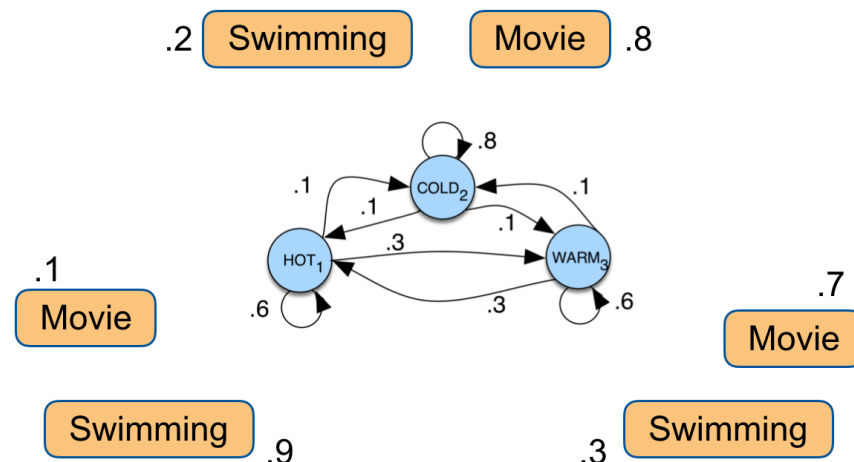 .2 Swimming Movie .8
.8
COLD2
.1 .1
.1 .1
.3
HOT1 WARM3
.1
Movie
.7
Movie
.6 .3 .6
Swimming Swimming
.9 .3